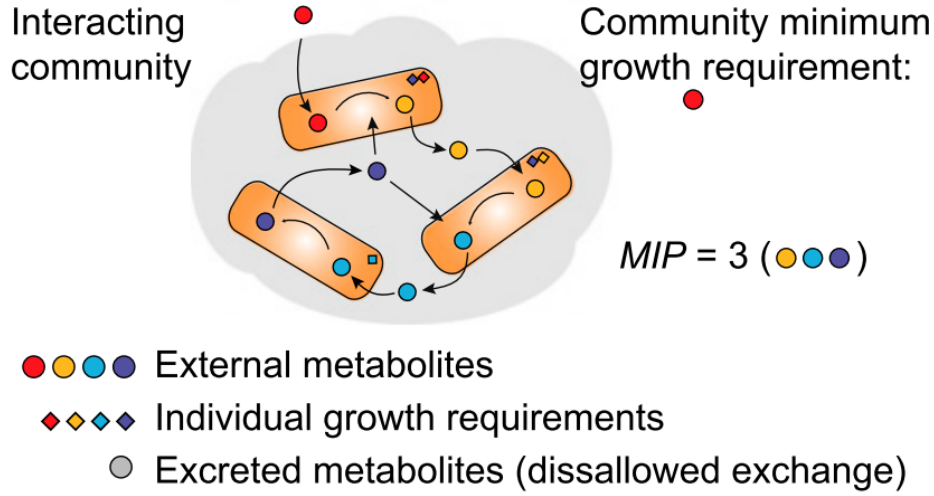 Interacting
community
Community minimum
growth requirement:
MIP = 3 ( )
External metabolites
Individual growth requirements
Excreted metabolites (dissallowed exchange)